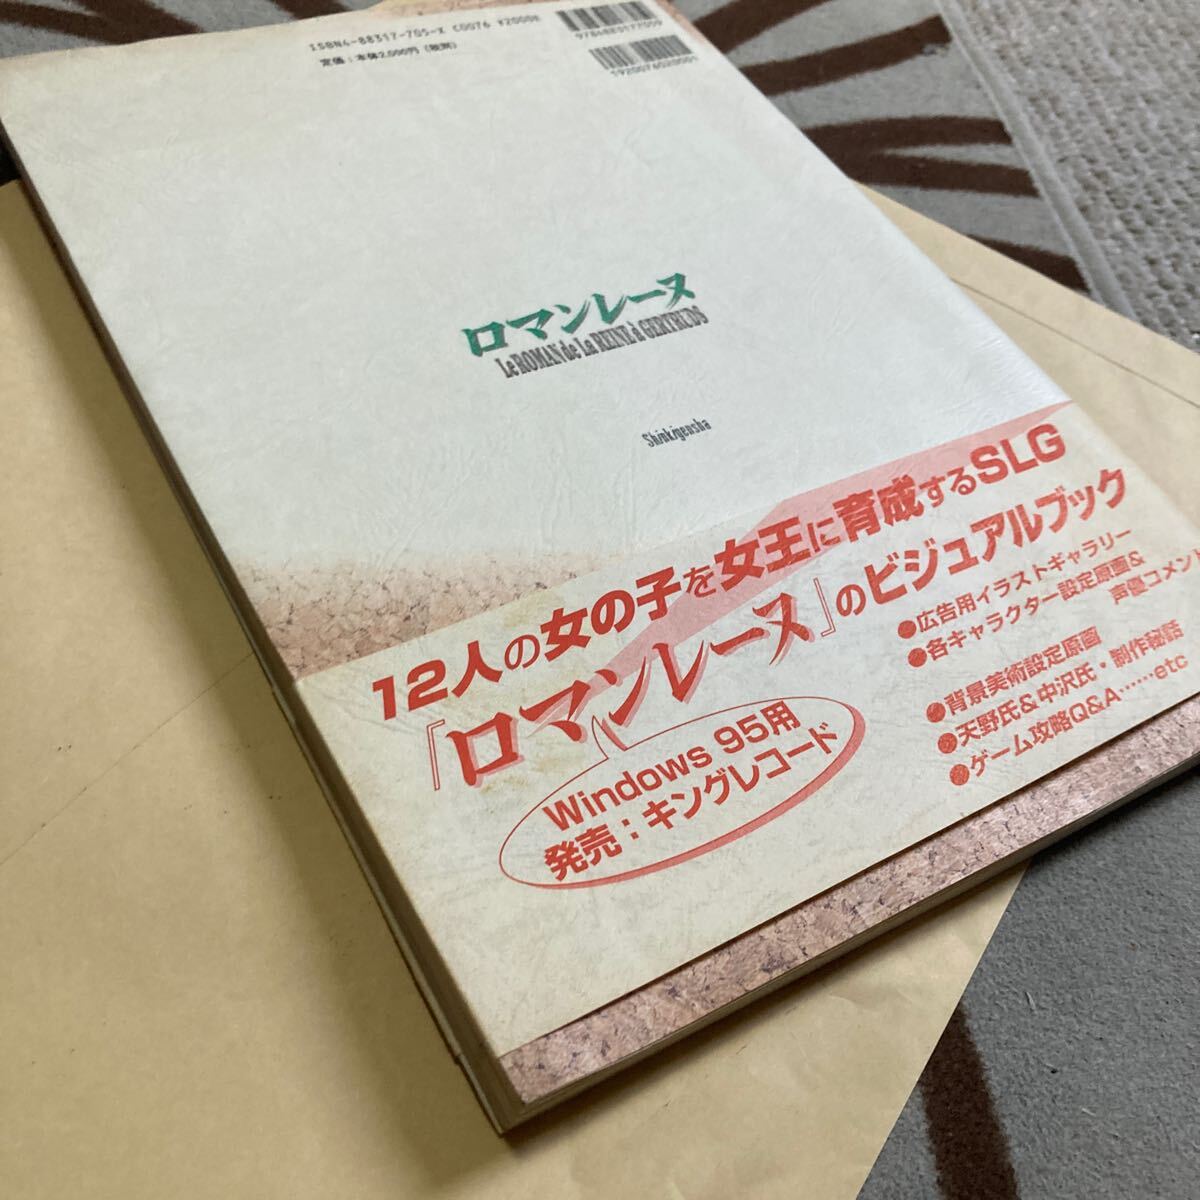 ISBN4-88317-705-X C0076 ¥2000E
定価：本体2,000円（税別）
9784883177059
1920076020001
ロマンレーヌ
Le ROMAN de La REINE à GERTRUDS
Shinkigensha
12人の女の子を女王に育成するSLG
『ロマンレーヌ』のビジュアルブック
Windows 95用
発売：キングレコード
●広告用イラストギャラリー
●各キャラクター設定原画&
声優コメント
●背景美術設定原画
●天野氏&中沢氏・制作秘話
●ゲーム攻略Q&A……etc